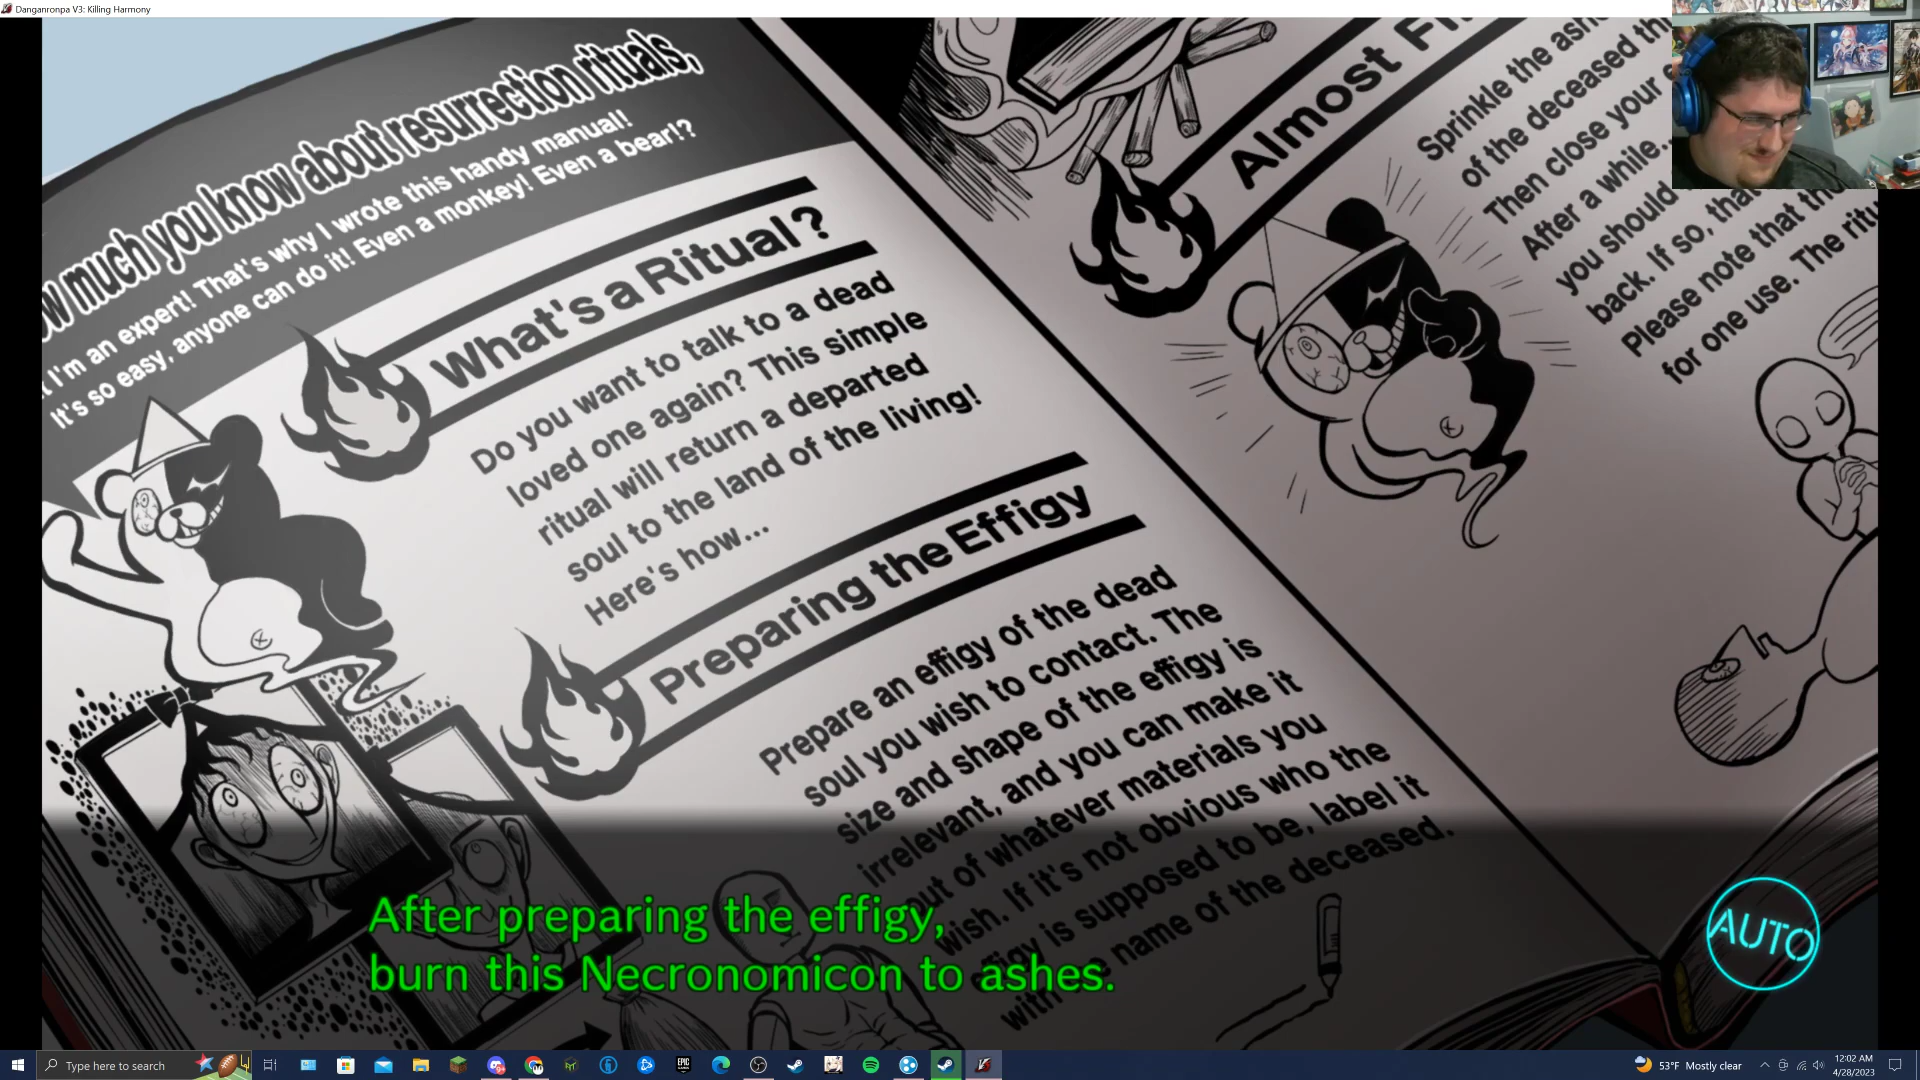 Danganronpa V3: Killing Harmony
much you know about resurrection rituals,
I'm an expert! That's why I wrote this handy manual!
It's so easy, anyone can do it! Even a monkey! Even a bear!?
What's a Ritual?
Do you want to talk to a dead
loved one again? This simple
ritual will return a departed
soul to the land of the living!
Here's how...
Preparing the Effigy
Prepare an effigy of the dead
soul you wish to contact. The
size and shape of the effigy is
irrelevant, and you can make it
out of whatever materials you
wish. If it's not obvious who the
effigy is supposed to be, label it
with the name of the deceased.
Almost
Sprinkle the
of the deceased
Then close your
After a while...
you should
back. If so,
Please note that
for one use. The
After preparing the effigy,
burn this Necronomicon to ashes.
AUTO
Type here to search
EPIC
53°F Mostly clear
12:02 AM
4/28/2023